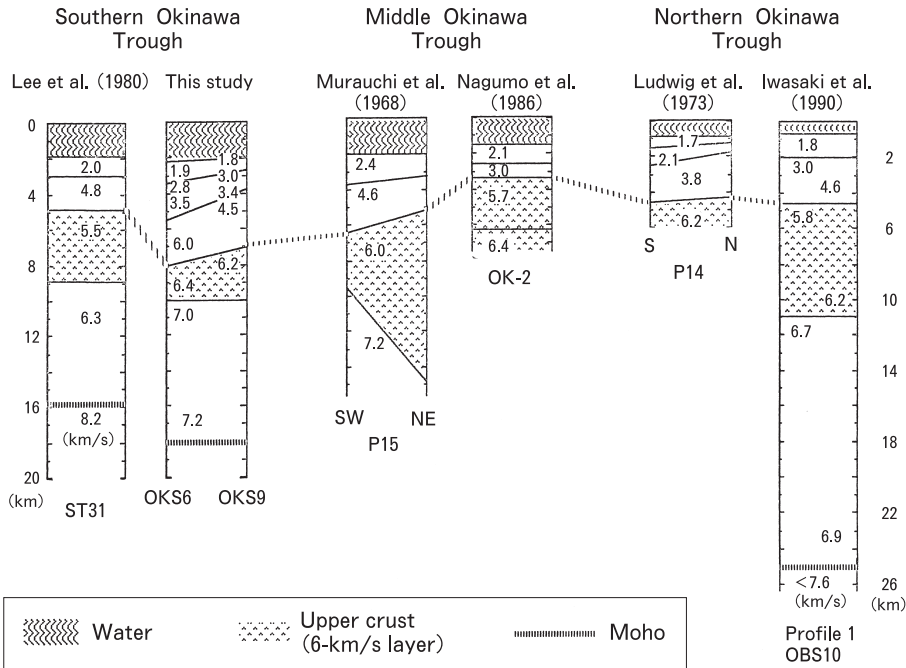 Southern Okinawa Trough
Middle Okinawa Trough
Northern Okinawa Trough
Lee et al. (1980)
This study
Murauchi et al. (1968)
Nagumo et al. (1986)
Ludwig et al. (1973)
Iwasaki et al. (1990)
0
4
8
12
16
20
(km)
2.0
4.8
5.5
6.3
8.2
(km/s)
ST31
1.8
1.9
3.0
2.8
3.4
3.5
4.5
6.0
6.2
6.4
7.0
7.2
OKS6 OKS9
2.4
4.6
6.0
7.2
SW NE
P15
2.1
3.0
5.7
6.4
OK-2
1.7
2.1
3.8
6.2
S N
P14
1.8
3.0
4.6
5.8
6.2
6.7
6.9
<7.6
(km/s)
Profile 1
OBS10
2
4
6
8
10
12
14
16
18
20
22
24
26
(km)
Water
Upper crust
(6-km/s layer)
Moho